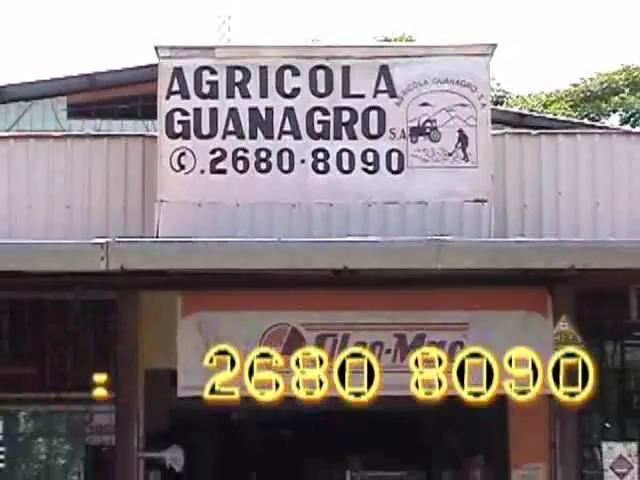 AGRICOLA
GUANAGRO S.A
AGRICOLA GUANAGRO S.A
✆.2680·8090
Oleo-Mac
: 2680 8090